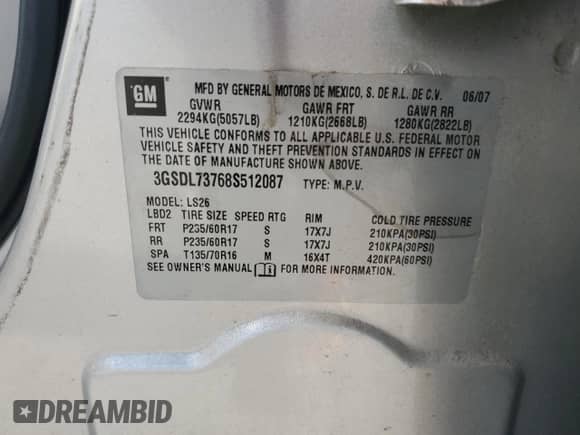 GM
MFD BY GENERAL MOTORS DE MEXICO, S. DE R.L. DE C.V. 06/07
GVWR GAWR FRT GAWR RR
2294KG(5057LB) 1210KG(2668LB) 1280KG(2822LB)
THIS VEHICLE CONFORMS TO ALL APPLICABLE U.S. FEDERAL MOTOR
VEHICLE SAFETY AND THEFT PREVENTION STANDARDS IN EFFECT ON
THE DATE OF MANUFACTURE SHOWN ABOVE.
3GSDL73768S512087 TYPE: M.P.V.
MODEL: LS26
LBD2 TIRE SIZE SPEED RTG RIM COLD TIRE PRESSURE
FRT P235/60R17 S 17X7J 210KPA(30PSI)
RR P235/60R17 S 17X7J 210KPA(30PSI)
SPA T135/70R16 M 16X4T 420KPA(60PSI)
SEE OWNER'S MANUAL FOR MORE INFORMATION.
DREAMBID